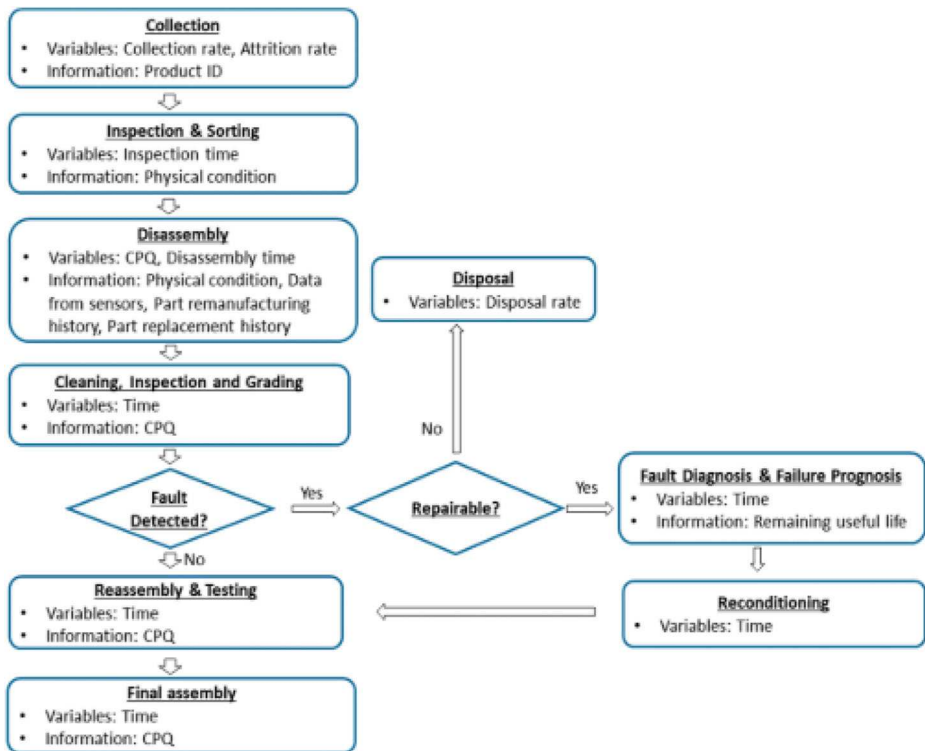 Collection
• Variables: Collection rate, Attrition rate
• Information: Product ID
Inspection & Sorting
• Variables: Inspection time
• Information: Physical condition
Disassembly
• Variables: CPQ, Disassembly time
• Information: Physical condition, Data
from sensors, Part remanufacturing
history, Part replacement history
Disposal
• Variables: Disposal rate
Cleaning, Inspection and Grading
• Variables: Time
• Information: CPQ
No
Fault
Detected?
Yes
Repairable?
Yes
Fault Diagnosis & Failure Prognosis
• Variables: Time
• Information: Remaining useful life
No
Reassembly & Testing
• Variables: Time
• Information: CPQ
Reconditioning
• Variables: Time
Final assembly
• Variables: Time
• Information: CPQ